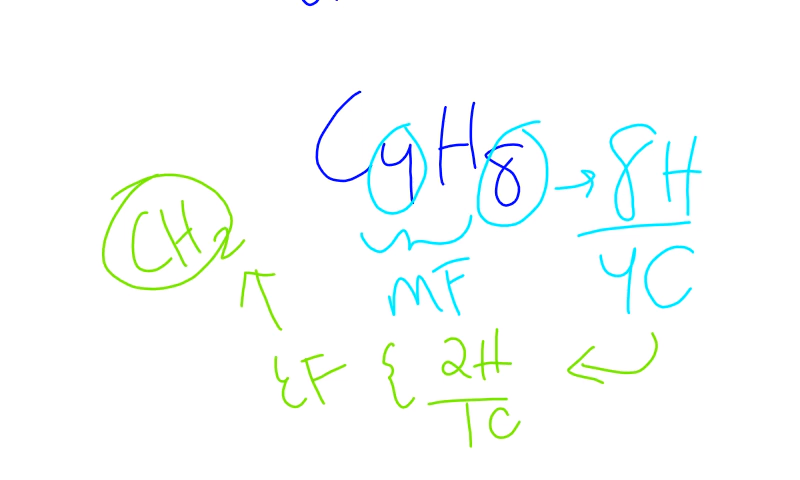 C4H8 → 8H
4C
MF
CH2
EF { 2H
1C